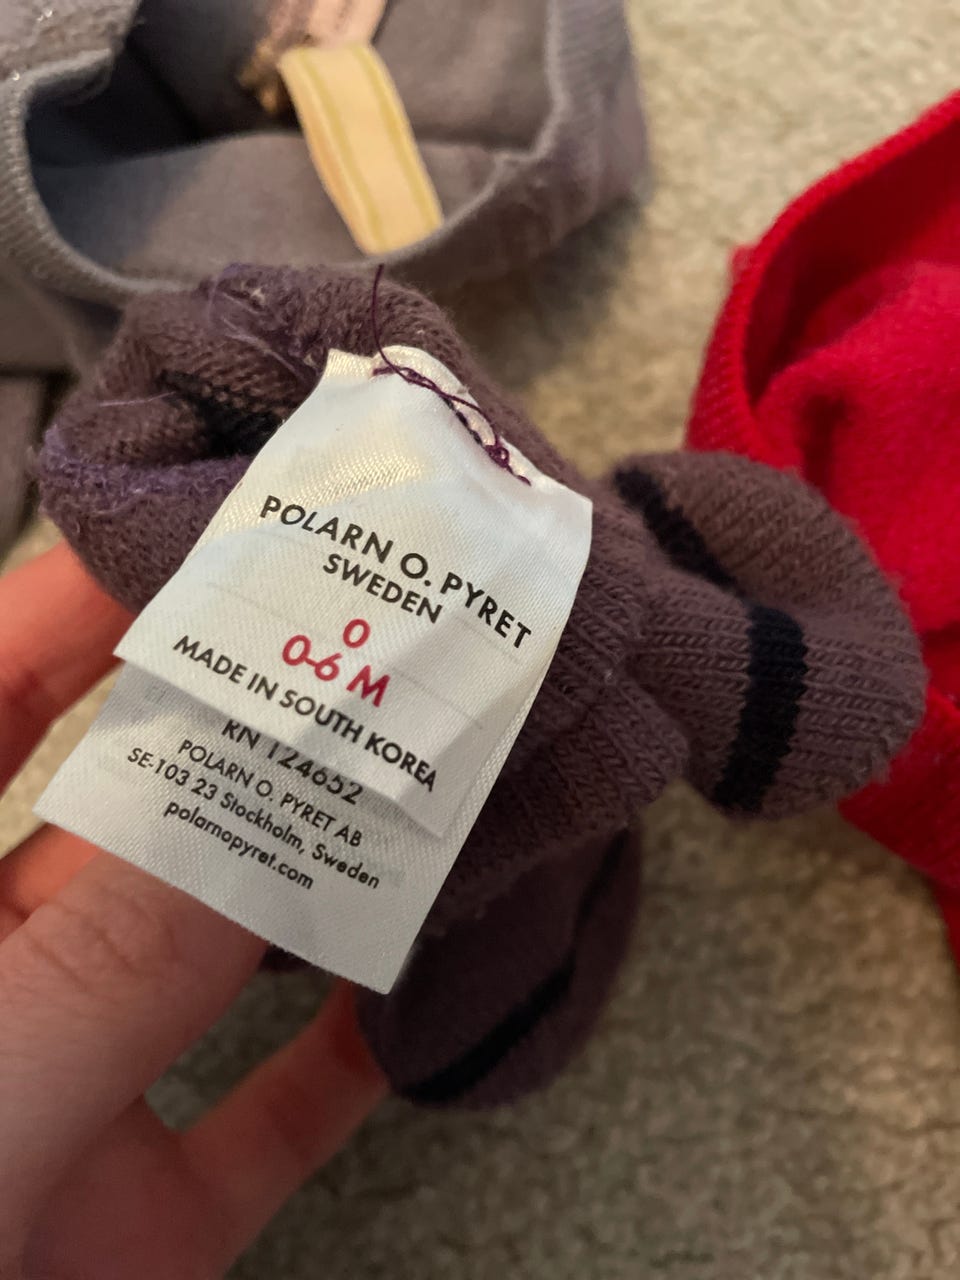 POLARN O. PYRET
SWEDEN
0
0-6 M
MADE IN SOUTH KOREA
RN 124652
POLARN O. PYRET AB
SE-103 23 Stockholm, Sweden
polarnopyret.com